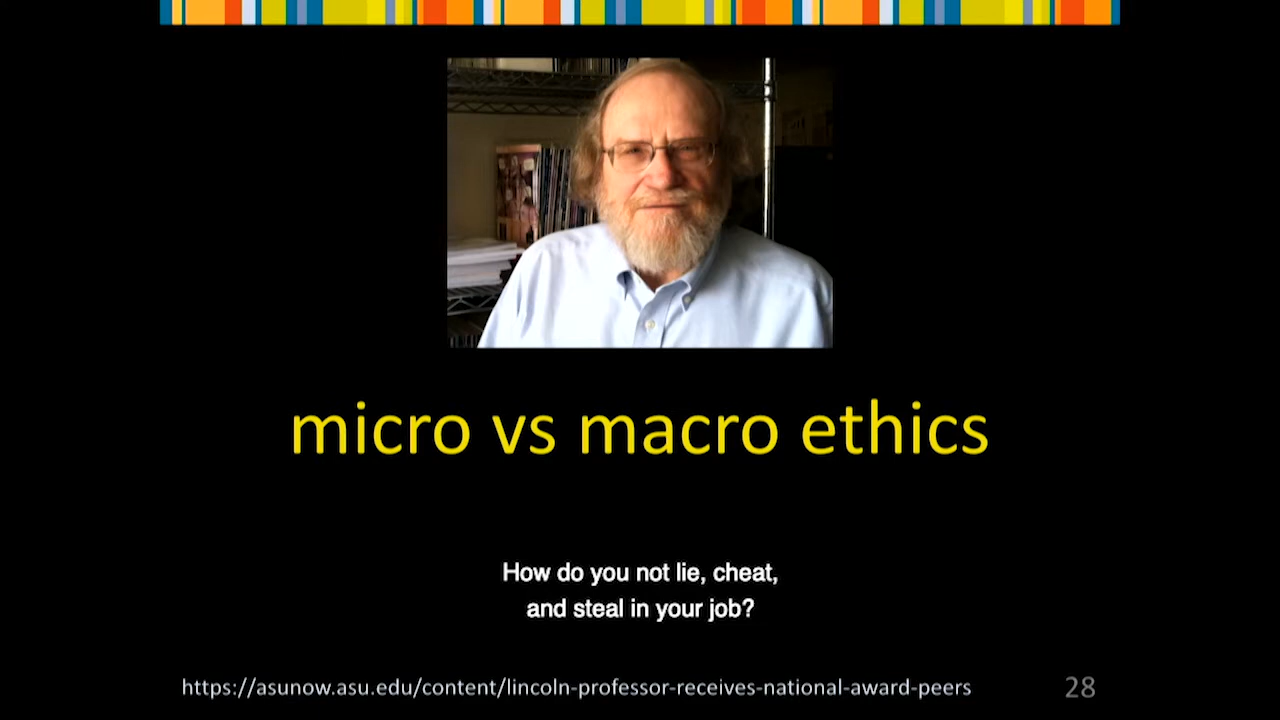 micro vs macro ethics
How do you not lie, cheat,
and steal in your job?
https://asunow.asu.edu/content/lincoln-professor-receives-national-award-peers
28